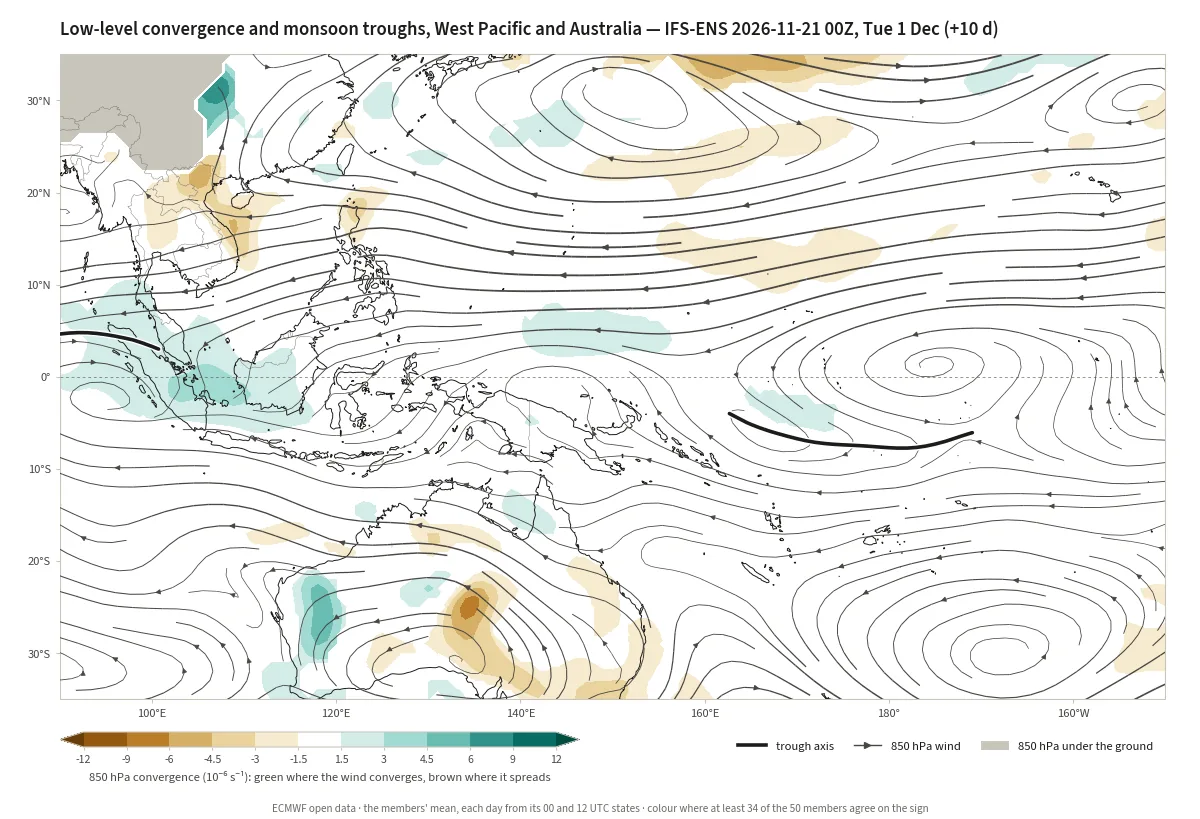 Low-level convergence and monsoon troughs, West Pacific and Australia — IFS-ENS 2026-11-21 00Z, Tue 1 Dec (+10 d)
30°N
20°N
10°N
0°
10°S
20°S
30°S
100°E 120°E 140°E 160°E 180° 160°W
-12 -9 -6 -4.5 -3 -1.5 1.5 3 4.5 6 9 12
850 hPa convergence (10⁻⁶ s⁻¹): green where the wind converges, brown where it spreads
trough axis 850 hPa wind 850 hPa under the ground
ECMWF open data · the members' mean, each day from its 00 and 12 UTC states · colour where at least 34 of the 50 members agree on the sign